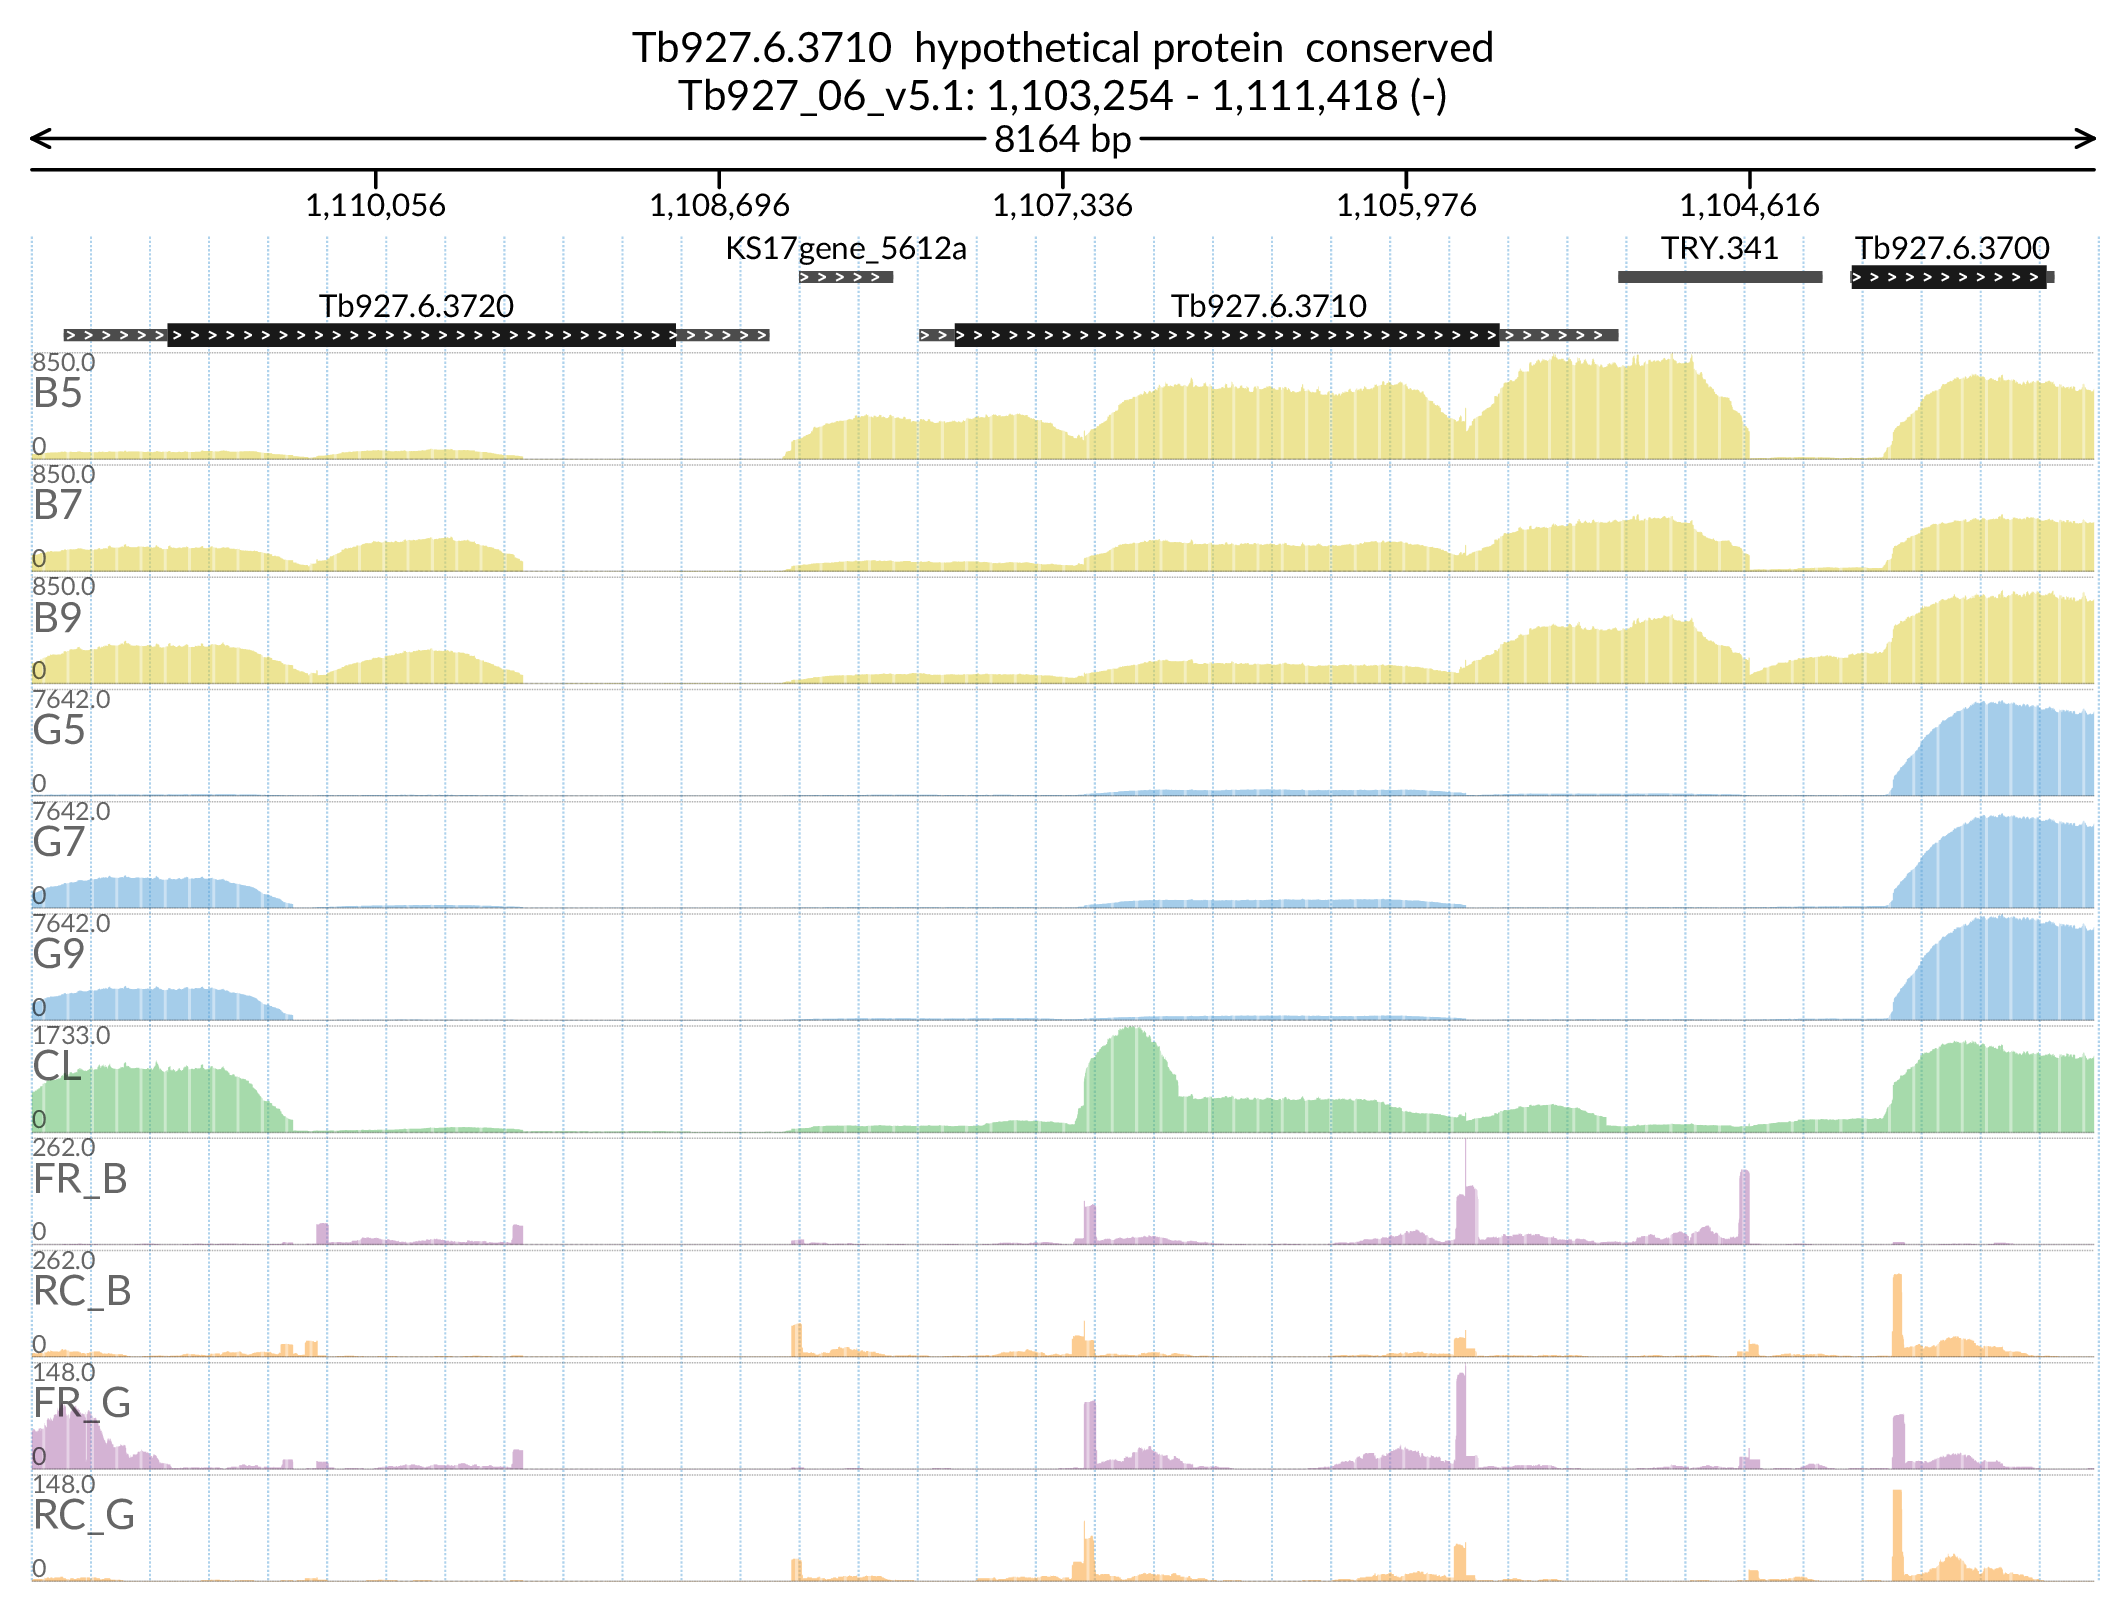 Tb927.6.3710  hypothetical protein  conserved
Tb927_06_v5.1: 1,103,254 - 1,111,418 (-)
8164 bp
1,110,056 1,108,696 1,107,336 1,105,976 1,104,616
KS17gene_5612a TRY.341 Tb927.6.3700
Tb927.6.3720 Tb927.6.3710
850.0
B5
0
850.0
B7
0
850.0
B9
0
7642.0
G5
0
7642.0
G7
0
7642.0
G9
0
1733.0
CL
0
262.0
FR_B
0
262.0
RC_B
0
148.0
FR_G
0
148.0
RC_G
0